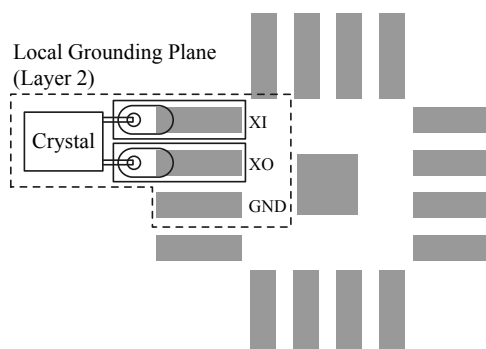 Local Grounding Plane
(Layer 2)
XI
Crystal
XO
GND